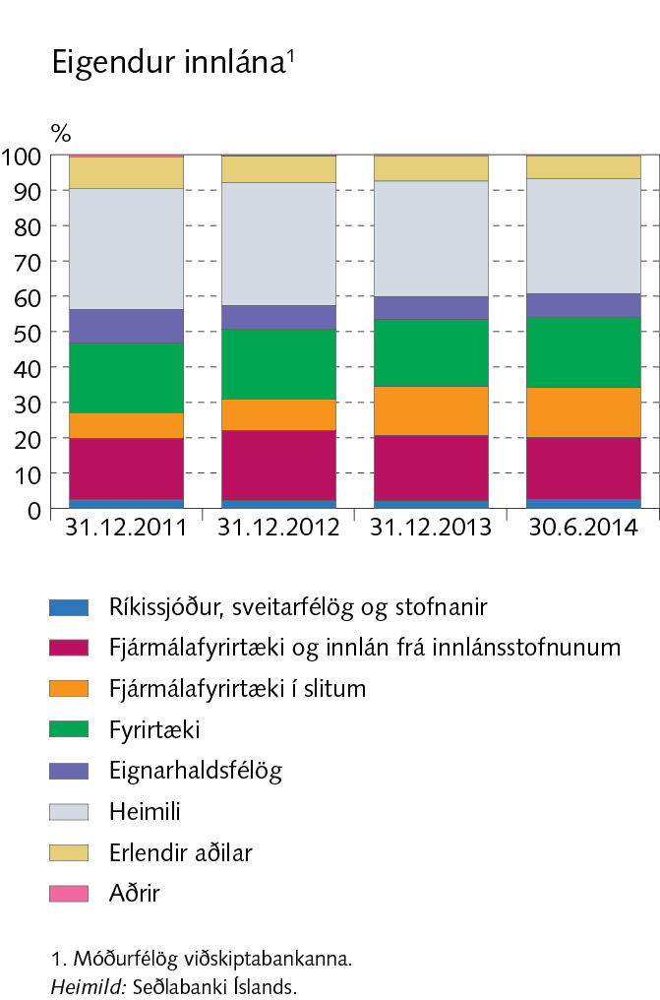 Eigendur innlána¹
%
100
90
80
70
60
50
40
30
20
10
0
31.12.2011 31.12.2012 31.12.2013 30.6.2014
Ríkissjóður, sveitarfélög og stofnanir
Fjármálafyrirtæki og innlán frá innlánsstofnunum
Fjármálafyrirtæki í slitum
Fyrirtæki
Eignarhaldsfélög
Heimili
Erlendir aðilar
Aðrir
1. Móðurfélög viðskiptabankanna.
Heimild: Seðlabanki Íslands.